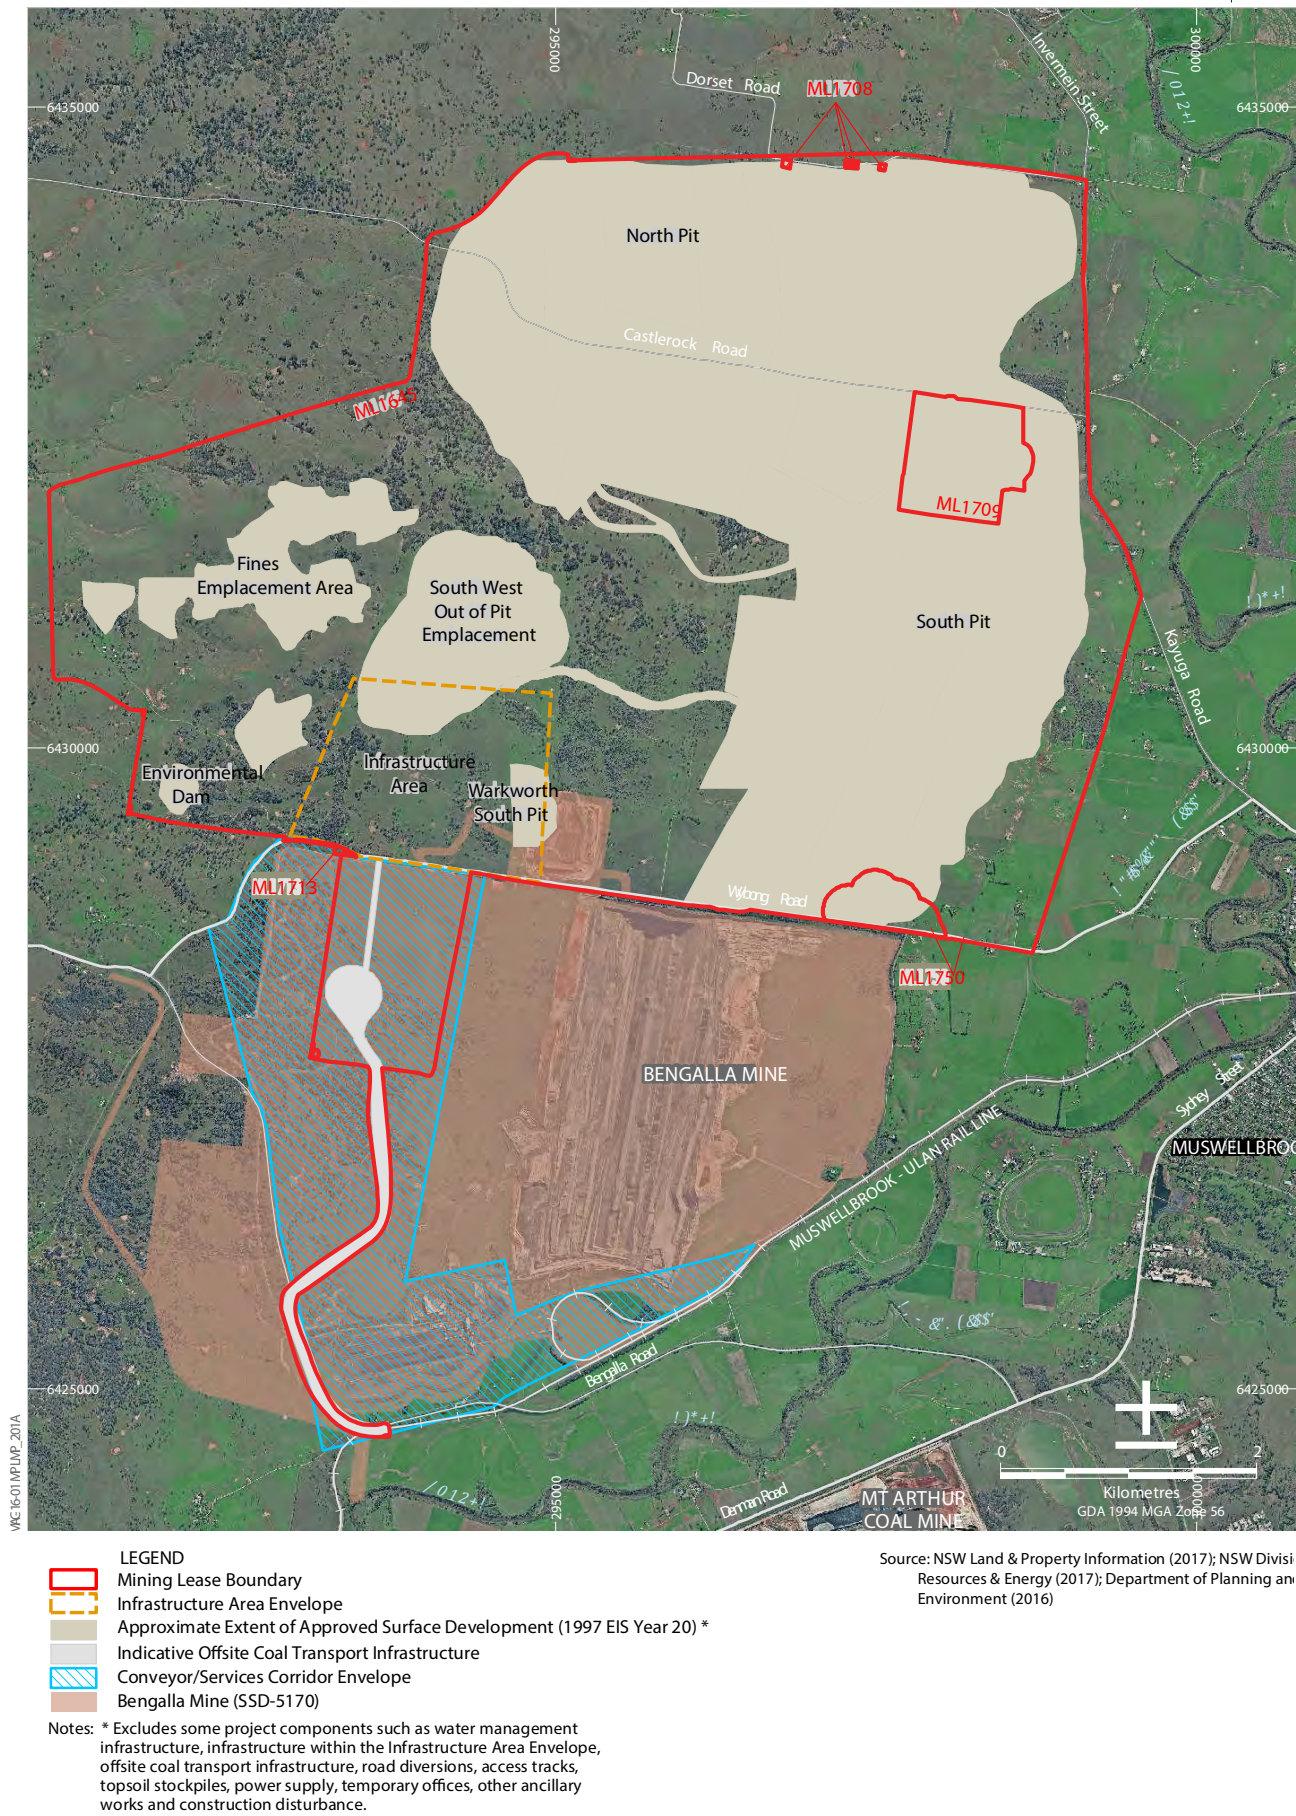 295000
300000
Dorset Road
ML1708
Invermein Street
6435000
6435000
North Pit
Castlerock Road
ML1645
ML1709
Fines
Emplacement Area
South West
Out of Pit
Emplacement
South Pit
Kayuga Road
6430000
6430000
Infrastructure
Area
Environmental
Dam
Warkworth
South Pit
ML1713
Wybong Road
ML1750
BENGALLA MINE
Sydney Street
MUSWELLBROOK - ULAN RAIL LINE
Bengalla Road
6425000
6425000
0
2
Kilometres
GDA 1994 MGA Zone 56
295000
Denman Road
MT ARTHUR
COAL MINE
VAG-16-01 MPLMP_201A
LEGEND
Mining Lease Boundary
Infrastructure Area Envelope
Approximate Extent of Approved Surface Development (1997 EIS Year 20) *
Indicative Offsite Coal Transport Infrastructure
Conveyor/Services Corridor Envelope
Bengalla Mine (SSD-5170)
Notes: * Excludes some project components such as water management
infrastructure, infrastructure within the Infrastructure Area Envelope,
offsite coal transport infrastructure, road diversions, access tracks,
topsoil stockpiles, power supply, temporary offices, other ancillary
works and construction disturbance.
Source: NSW Land & Property Information (2017); NSW Divisi
Resources & Energy (2017); Department of Planning an
Environment (2016)